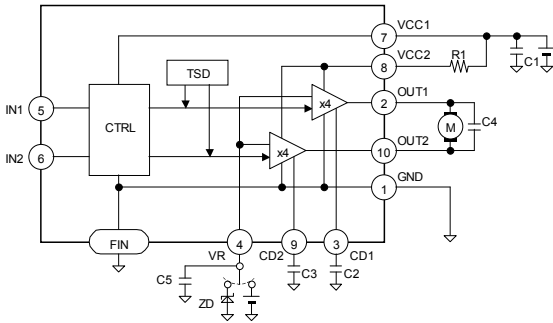 VCC1
7
VCC2
8
R1
C1
TSD
OUT1
x4
2
IN1
5
CTRL
M
C4
OUT2
x4
10
IN2
6
GND
1
FIN
VR
4
CD2
9
3
CD1
C5
C3
C2
ZD